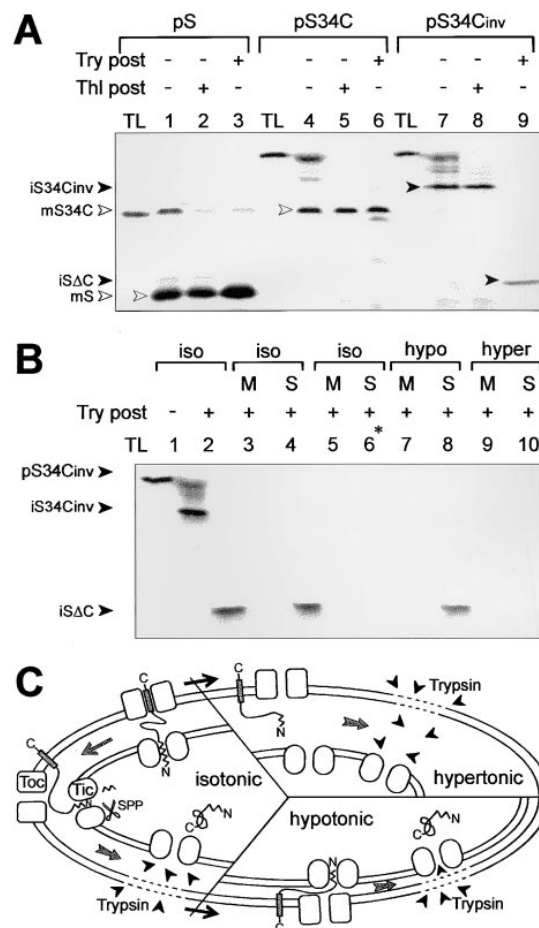 A
pS pS34C pS34Cinv
Try post - - + - - + - - +
Thl post - + - + - +
TL 1 2 3 TL 4 5 6 TL 7 8 9
iS34Cinv
mS34C
iSΔC
mS
B
iso iso iso hypo hyper
M S M S M S M S
Try post - + + + + + + + + +
*
TL 1 2 3 4 5 6 7 8 9 10
pS34Cinv
iS34Cinv
iSΔC
C
C C Trypsin
C N
Toc Tic N isotonic hypertonic
N SPP N hypotonic N
C N C
Trypsin C Trypsin